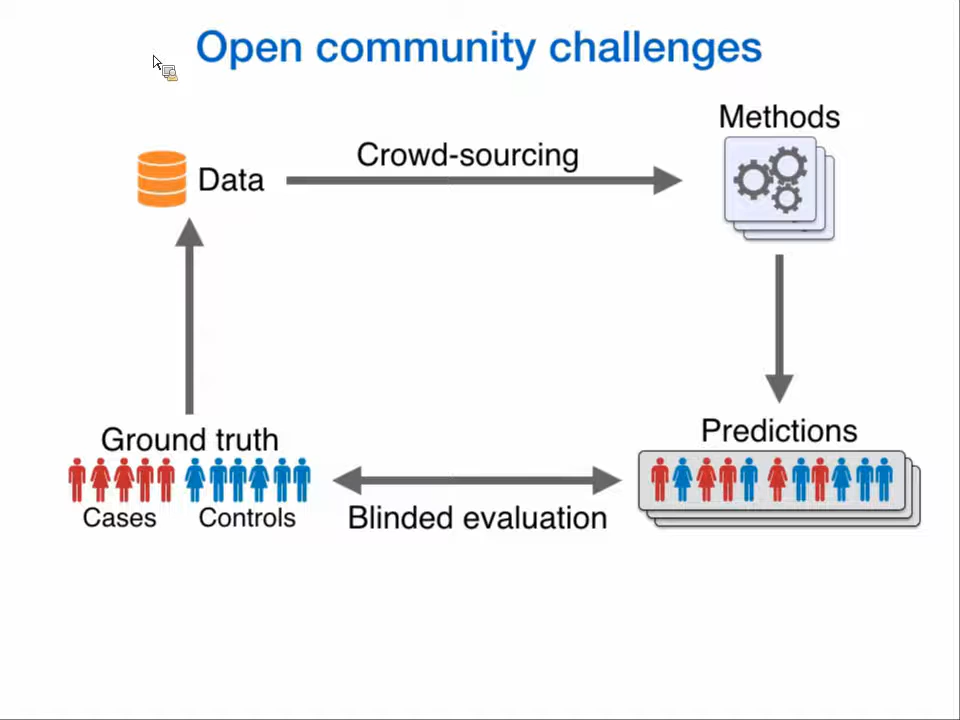 Open community challenges
Methods
Crowd-sourcing
Data
Ground truth
Predictions
Cases
Controls
Blinded evaluation